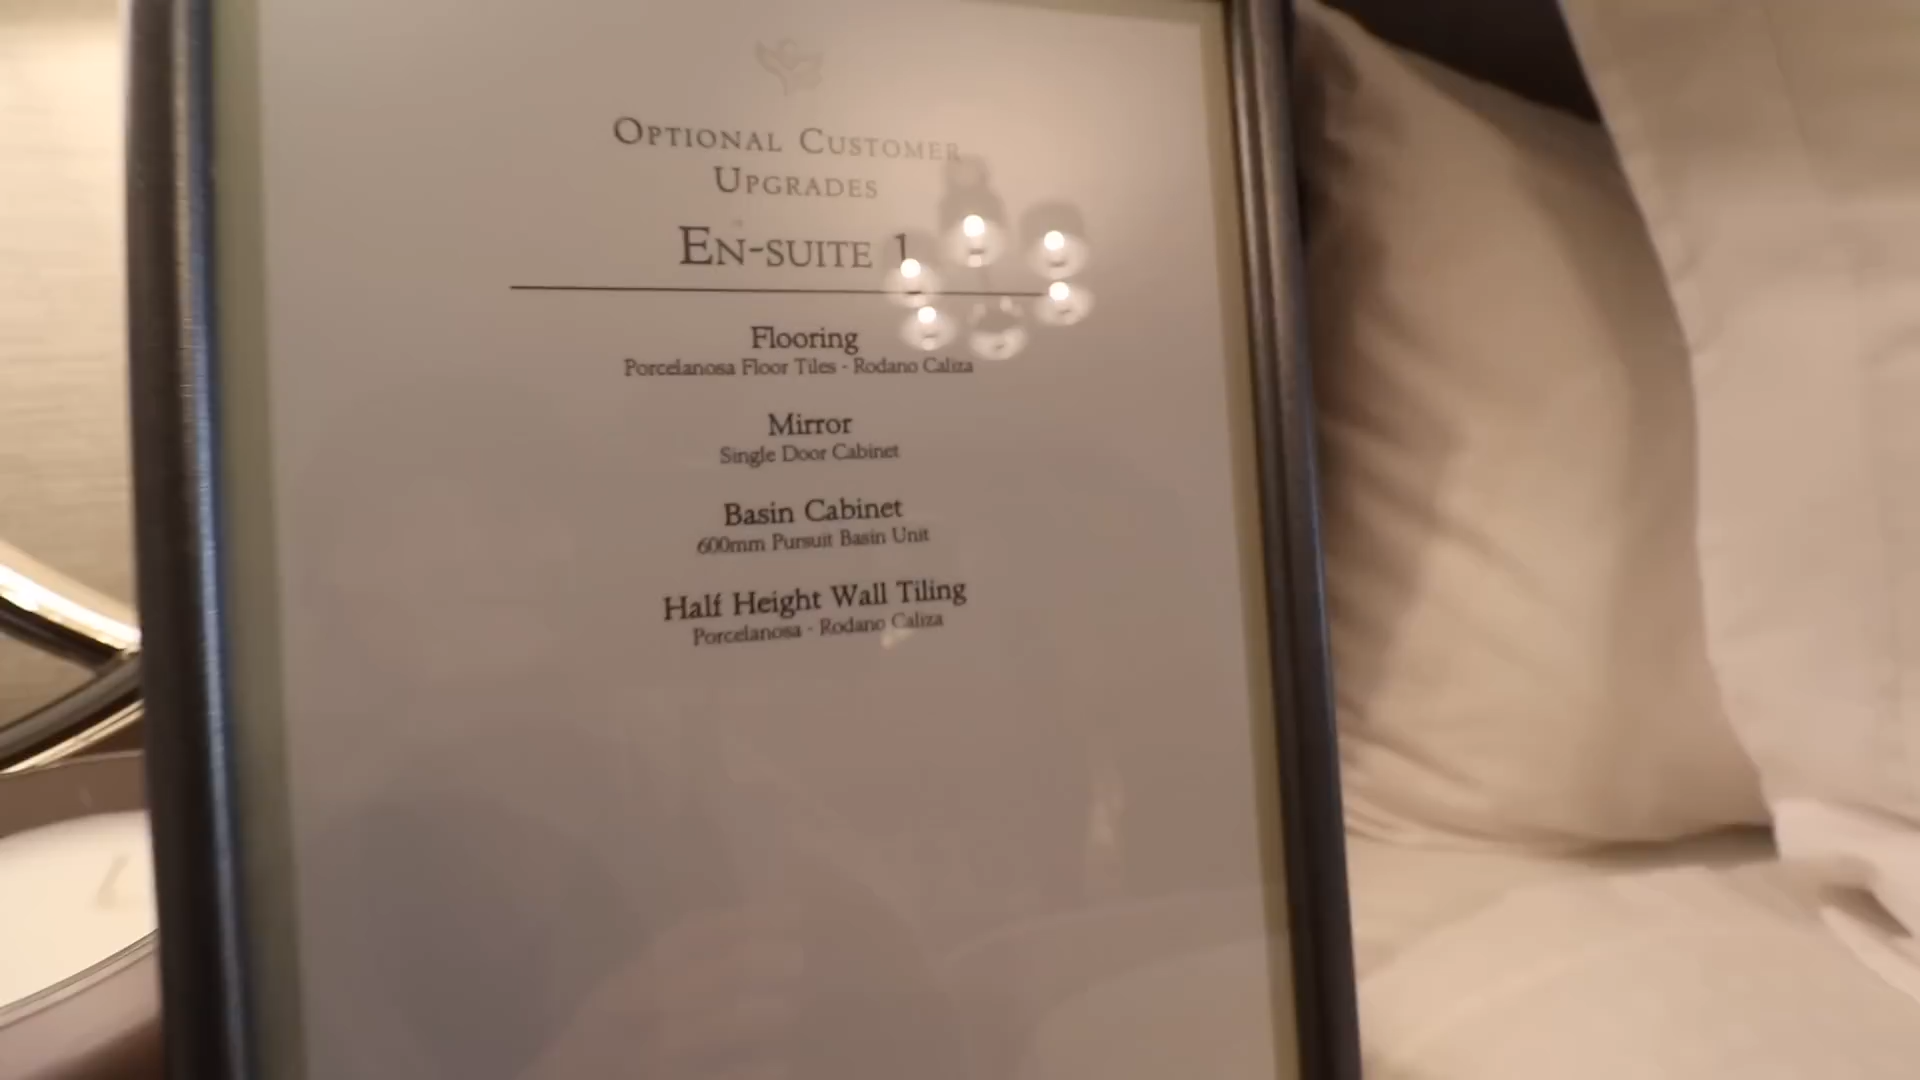 Optional Customer
Upgrades
En-suite 1
Flooring
Porcelanosa Floor Tiles - Rodano Caliza
Mirror
Single Door Cabinet
Basin Cabinet
600mm Pursuit Basin Unit
Half Height Wall Tiling
Porcelanosa - Rodano Caliza